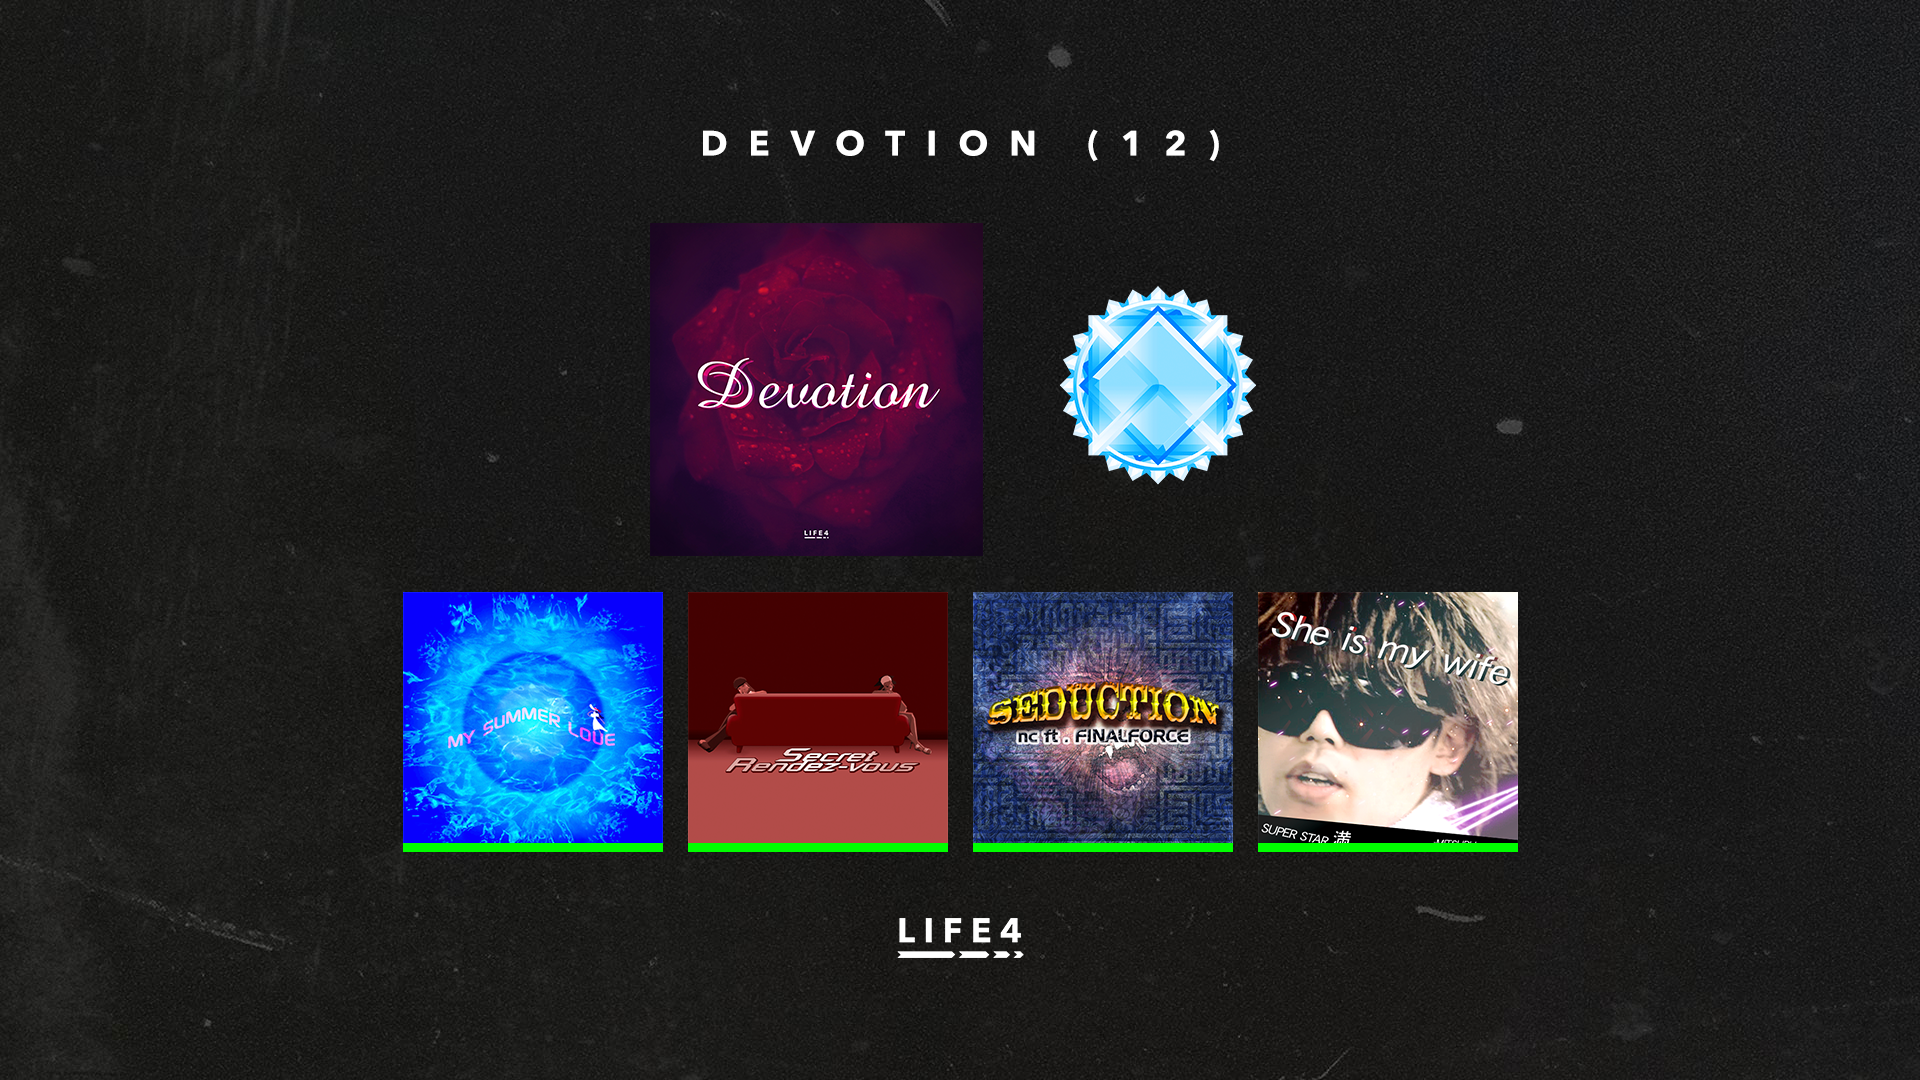 DEVOTION (12)
Devotion
LIFE4
MY SUMMER LOVE
Secret
Rendez-vous
SEDUCTION
nc ft. FINALFORCE
She is my wife
SUPER STAR 満
LIFE4